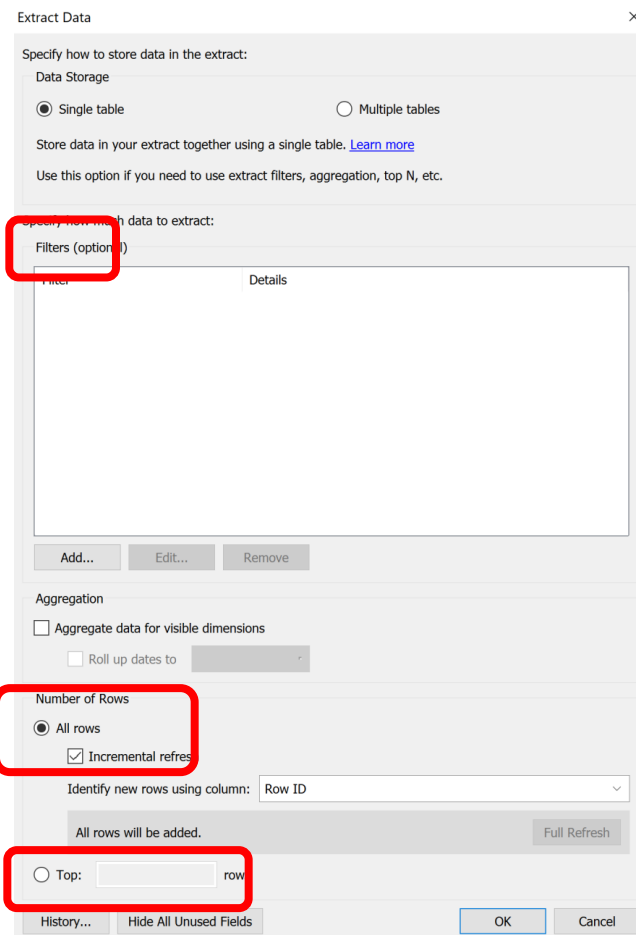 Extract Data
Specify how to store data in the extract:
Data Storage
Single table
Multiple tables
Store data in your extract together using a single table. Learn more
Use this option if you need to use extract filters, aggregation, top N, etc.
Specify how much data to extract:
Filters (optional)
Filter Details
Add... Edit... Remove
Aggregation
Aggregate data for visible dimensions
Roll up dates to
Number of Rows
All rows
Incremental refresh
Identify new rows using column: Row ID
All rows will be added. Full Refresh
Top: row
History... Hide All Unused Fields OK Cancel